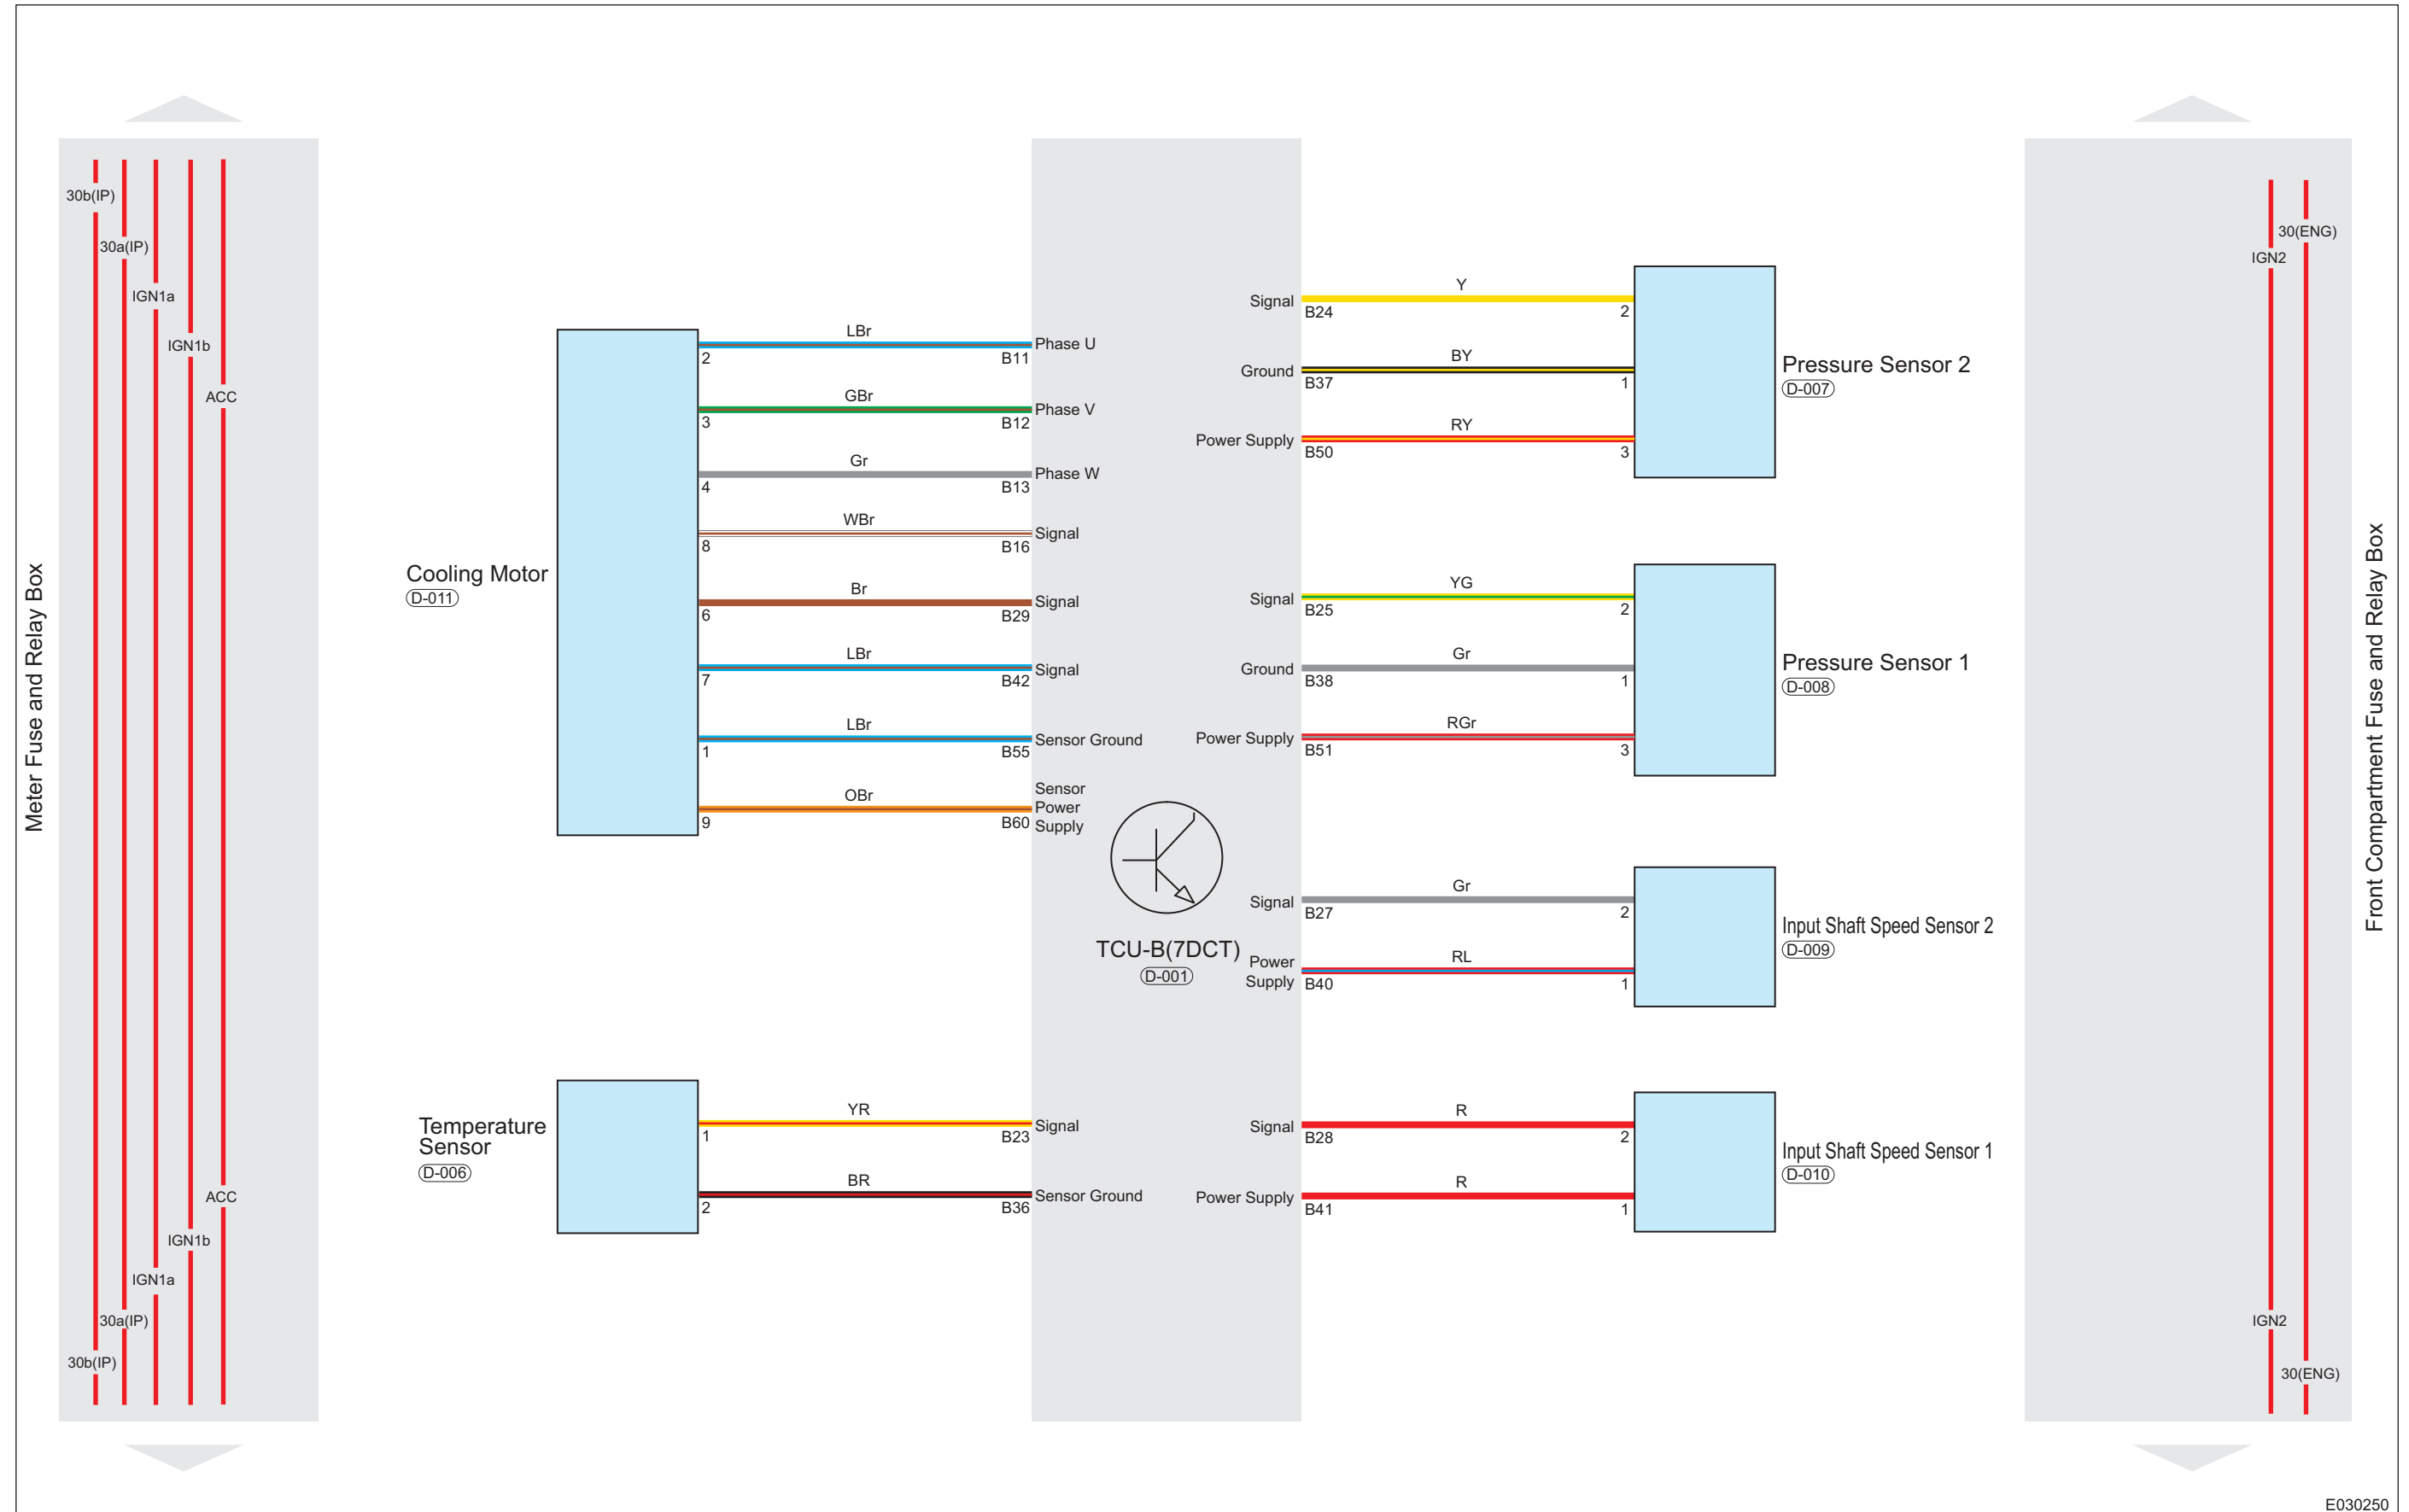 Meter Fuse and Relay Box
30b(IP)
30a(IP)
IGN1a
IGN1b
ACC
ACC
IGN1b
IGN1a
30a(IP)
30b(IP)
Cooling Motor
D-011
2 LBr B11 Phase U
3 GBr B12 Phase V
4 Gr B13 Phase W
8 WBr B16 Signal
6 Br B29 Signal
7 LBr B42 Signal
1 LBr B55 Sensor Ground
9 OBr B60 Sensor
Power
Supply
Temperature
Sensor
D-006
1 YR B23 Signal
2 BR B36 Sensor Ground
TCU-B(7DCT)
D-001
Signal B24 Y 2
Ground B37 BY 1
Power Supply B50 RY 3
Pressure Sensor 2
D-007
Signal B25 YG 2
Ground B38 Gr 1
Power Supply B51 RGr 3
Pressure Sensor 1
D-008
Signal B27 Gr 2
Power
Supply B40 RL 1
Input Shaft Speed Sensor 2
D-009
Signal B28 R 2
Power Supply B41 R 1
Input Shaft Speed Sensor 1
D-010
30(ENG)
IGN2
IGN2
30(ENG)
Front Compartment Fuse and Relay Box
E030250